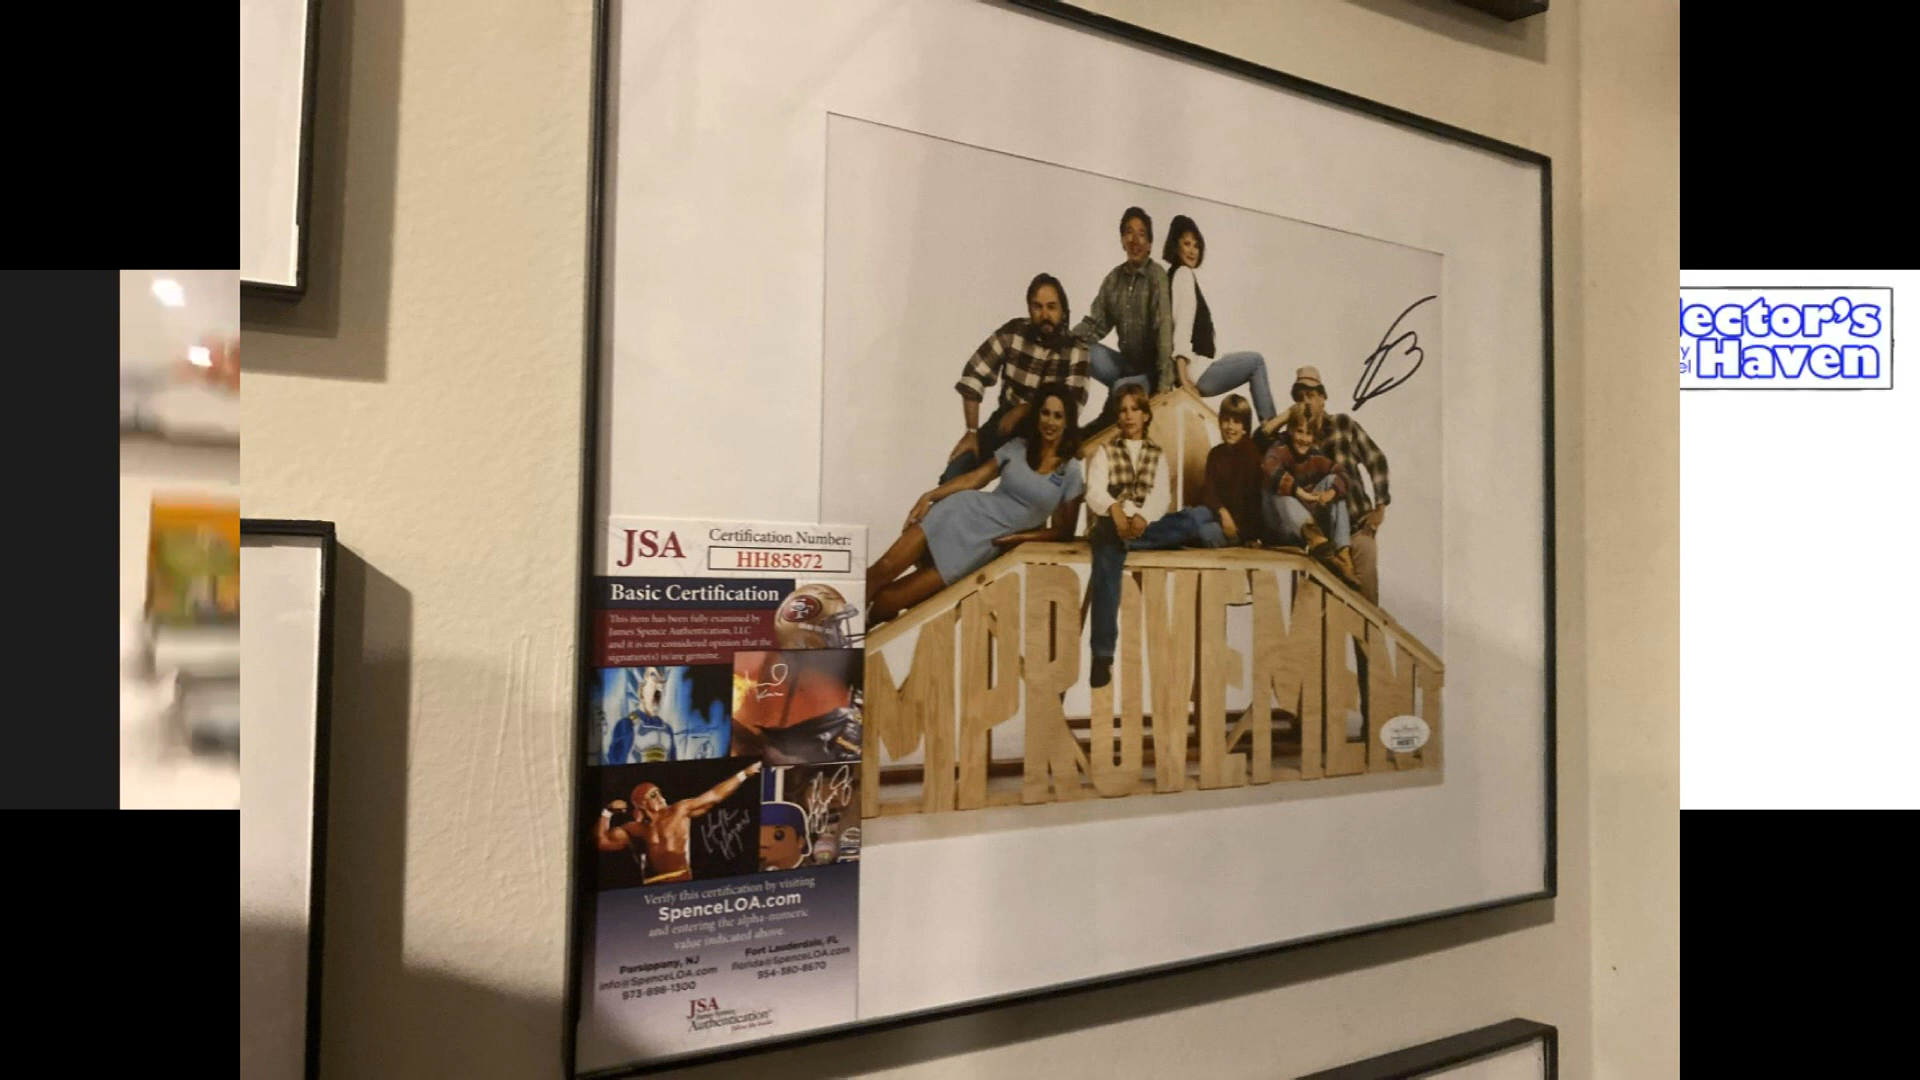 JSA
Certification Number:
HH85872
Basic Certification
This item has been fully examined by
James Spence Authentication, LLC
and it is our considered opinion that the
signature(s) is/are genuine.
Verify this certification by visiting
SpenceLOA.com
and entering the alpha-numeric
value indicated above.
Parsippany, NJ
info@SpenceLOA.com
973-898-1300
Fort Lauderdale, FL
florida@SpenceLOA.com
954-380-8670
JSA
James Spence
Authentication
MPROVEMENT
ector's
Haven